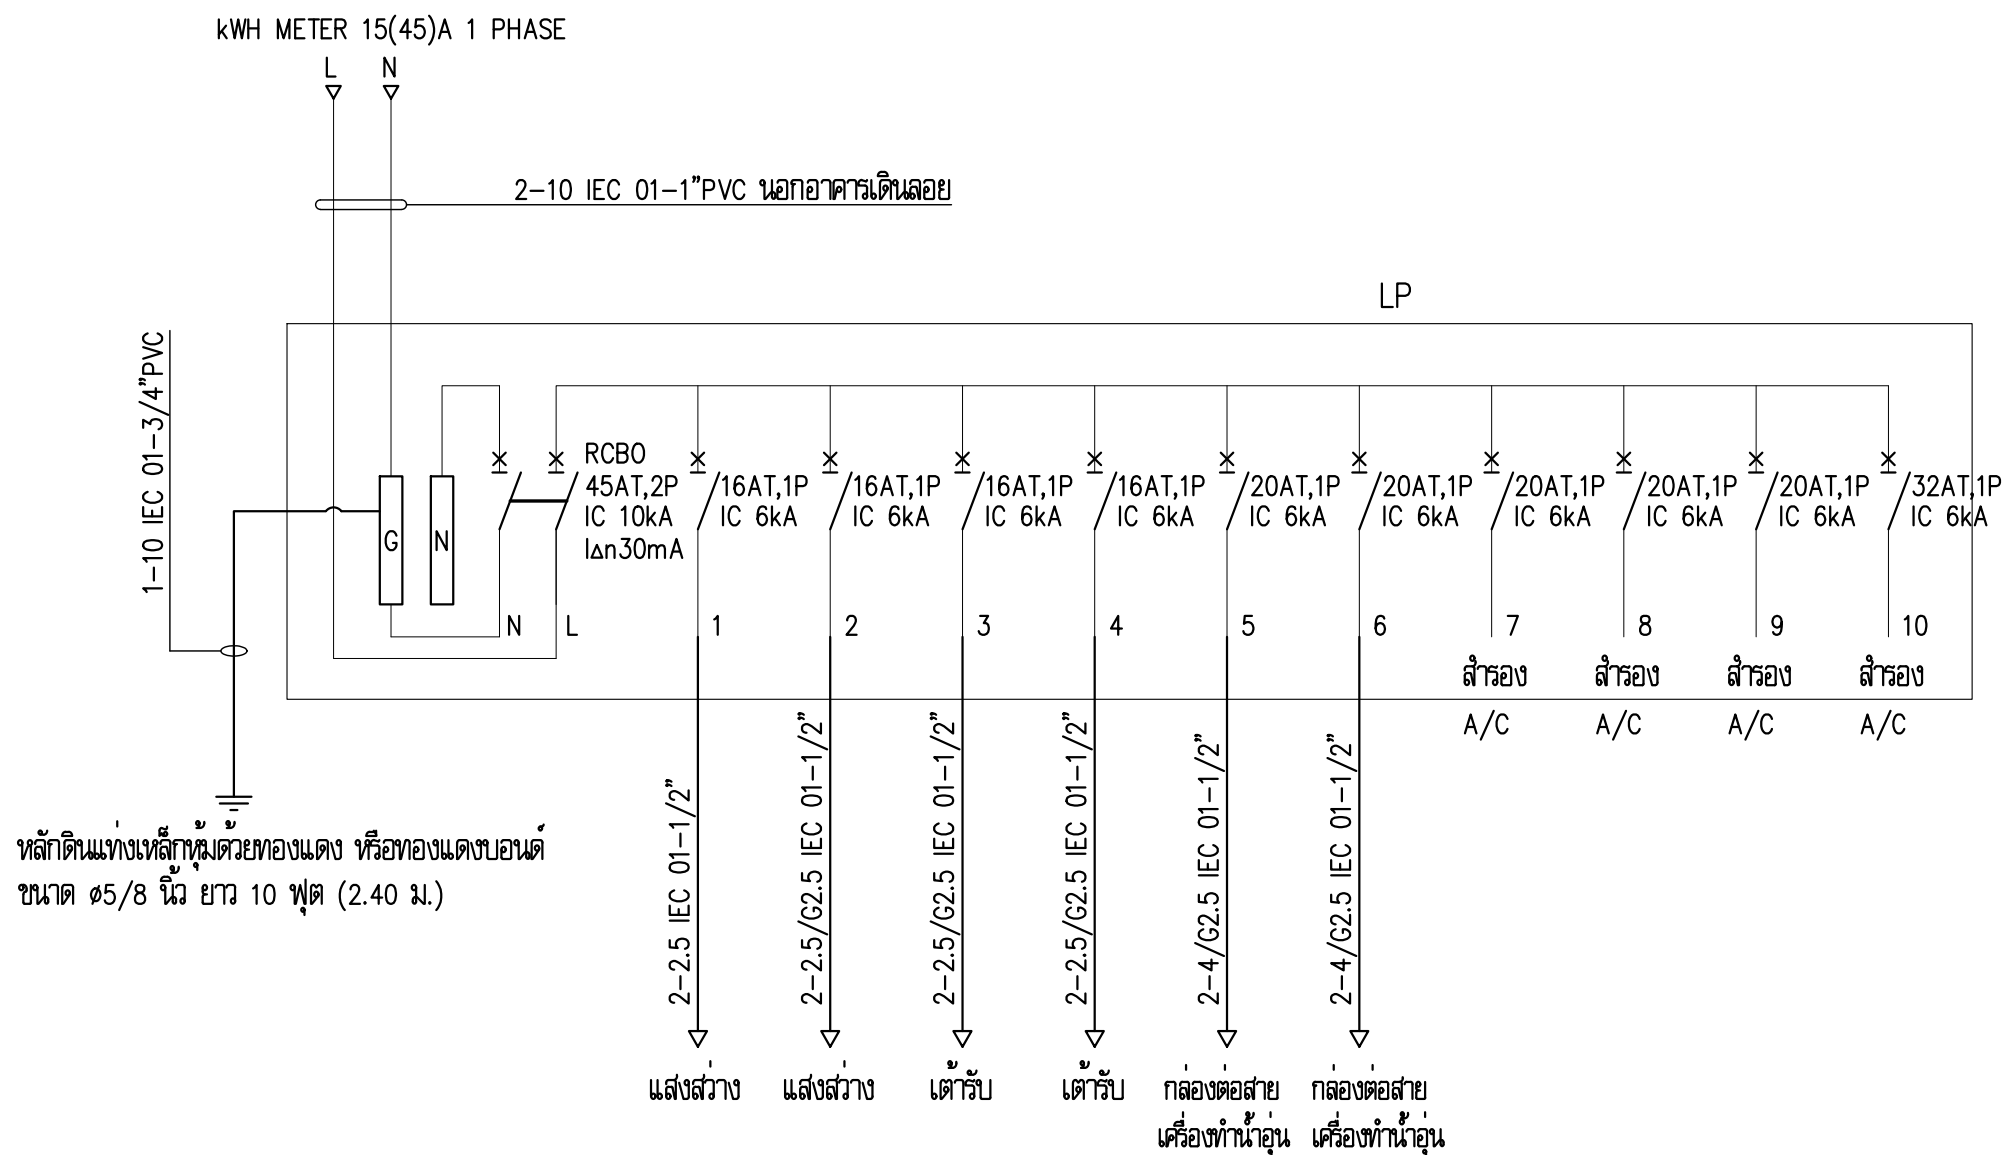 kWH METER 15(45)A 1 PHASE
L N
2-10 IEC 01-1"PVC นอกอาคารเดินลอย
LP
1-10 IEC 01-3/4"PVC
G N
RCBO
45AT,2P
IC 10kA
IΔn30mA
16AT,1P
IC 6kA
16AT,1P
IC 6kA
16AT,1P
IC 6kA
16AT,1P
IC 6kA
20AT,1P
IC 6kA
20AT,1P
IC 6kA
20AT,1P
IC 6kA
20AT,1P
IC 6kA
20AT,1P
IC 6kA
32AT,1P
IC 6kA
N L 1 2 3 4 5 6 7 8 9 10
สำรอง สำรอง สำรอง สำรอง
A/C A/C A/C A/C
2-2.5 IEC 01-1/2"
2-2.5/G2.5 IEC 01-1/2"
2-2.5/G2.5 IEC 01-1/2"
2-2.5/G2.5 IEC 01-1/2"
2-4/G2.5 IEC 01-1/2"
2-4/G2.5 IEC 01-1/2"
หลักดินแท่งเหล็กหุ้มด้วยทองแดง หรือทองแดงบอนด์
ขนาด ø5/8 นิ้ว ยาว 10 ฟุต (2.40 ม.)
แสงสว่าง
แสงสว่าง
เต้ารับ
เต้ารับ
กล่องต่อสาย
เครื่องทำน้ำอุ่น
กล่องต่อสาย
เครื่องทำน้ำอุ่น